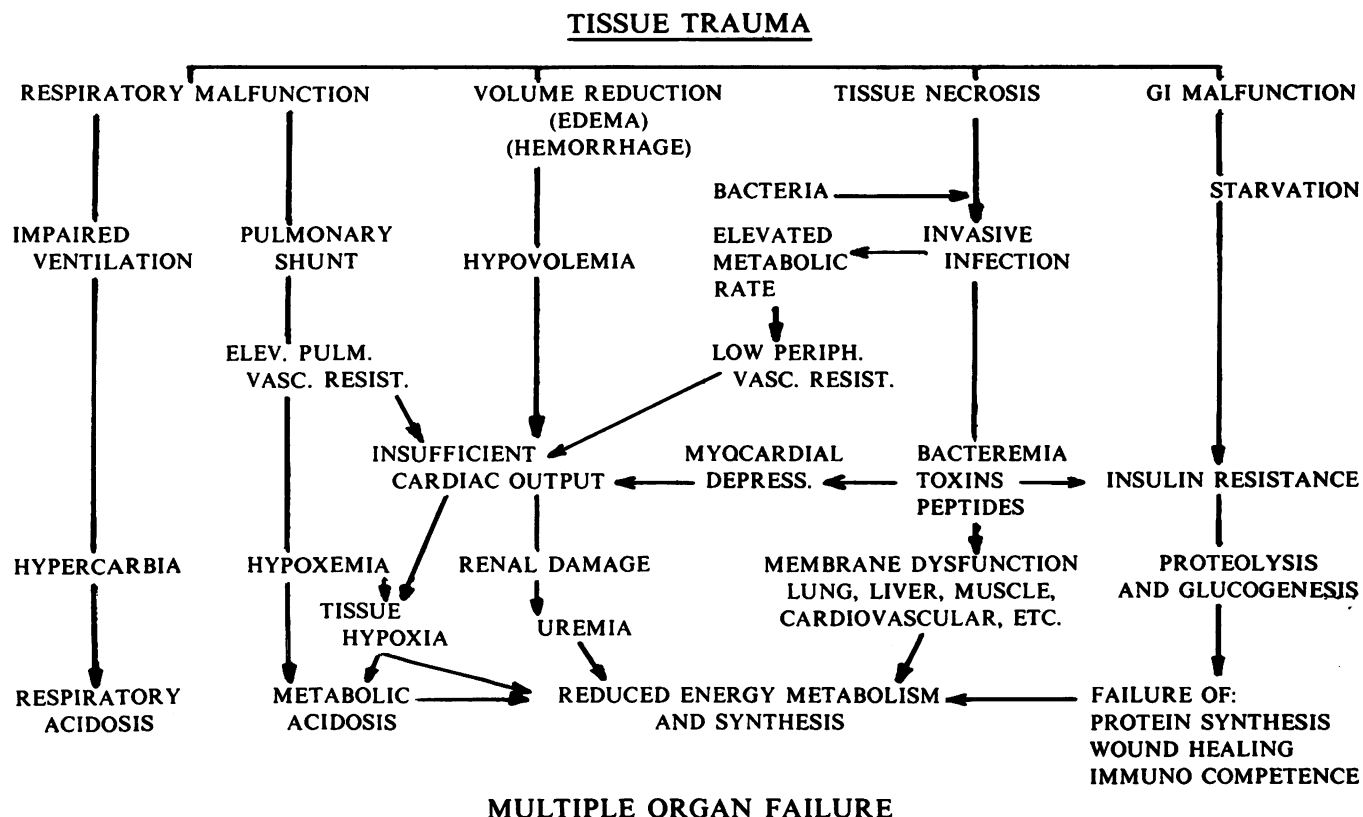 TISSUE TRAUMA
RESPIRATORY MALFUNCTION
VOLUME REDUCTION
(EDEMA)
(HEMORRHAGE)
TISSUE NECROSIS
GI MALFUNCTION
BACTERIA
STARVATION
IMPAIRED
VENTILATION
PULMONARY
SHUNT
HYPOVOLEMIA
ELEVATED
METABOLIC
RATE
INVASIVE
INFECTION
ELEV. PULM.
VASC. RESIST.
LOW PERIPH.
VASC. RESIST.
INSUFFICIENT
CARDIAC OUTPUT
MYOCARDIAL
DEPRESS.
BACTEREMIA
TOXINS
PEPTIDES
INSULIN RESISTANCE
HYPERCARBIA
HYPOXEMIA
RENAL DAMAGE
MEMBRANE DYSFUNCTION
LUNG, LIVER, MUSCLE,
CARDIOVASCULAR, ETC.
PROTEOLYSIS
AND GLUCOGENESIS
TISSUE
HYPOXIA
UREMIA
RESPIRATORY
ACIDOSIS
METABOLIC
ACIDOSIS
REDUCED ENERGY METABOLISM
AND SYNTHESIS
FAILURE OF:
PROTEIN SYNTHESIS
WOUND HEALING
IMMUNO COMPETENCE
MULTIPLE ORGAN FAILURE